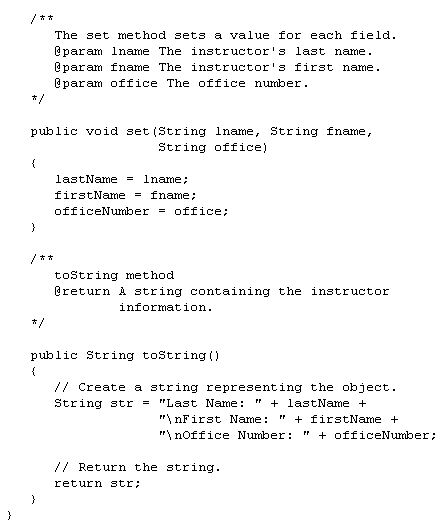 /**
The set method sets a value for each field.
@param lname The instructor's last name.
@param fname The instructor's first name.
@param office The office number.
*/
public void set(String lname, String fname,
String office)
{
lastName = lname;
firstName = fname;
officeNumber = office;
}
/**
toString method
@return A string containing the instructor
information.
*/
public String toString()
{
// Create a string representing the object.
String str = "Last Name: " + lastName +
"\nFirst Name: " + firstName +
"\nOffice Number: " + officeNumber;
// Return the string.
return str;
}
}